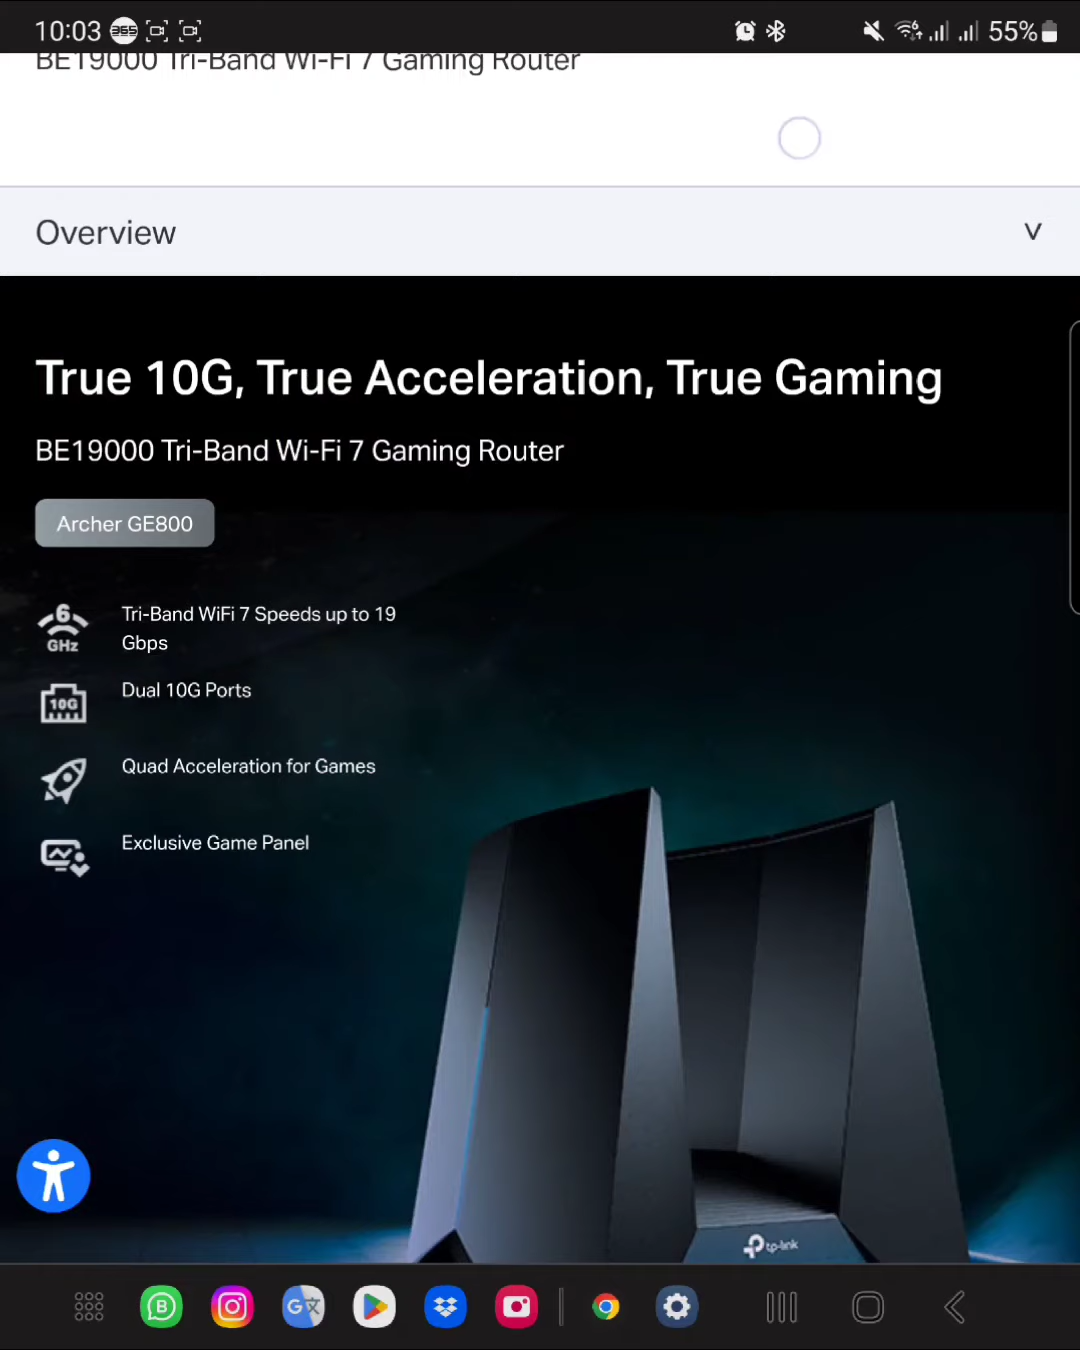 10:03
365
6
55%
BE19000 Tri-Band Wi-Fi 7 Gaming Router
Overview
True 10G, True Acceleration, True Gaming
BE19000 Tri-Band Wi-Fi 7 Gaming Router
Archer GE800
6
GHz
Tri-Band WiFi 7 Speeds up to 19
Gbps
10G
Dual 10G Ports
Quad Acceleration for Games
Exclusive Game Panel
tp-link
B
G